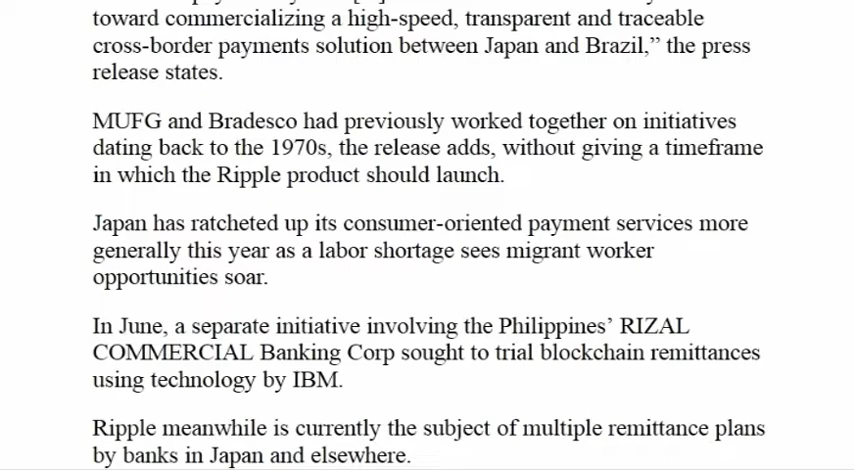 toward commercializing a high-speed, transparent and traceable
cross-border payments solution between Japan and Brazil,” the press
release states.
MUFG and Bradesco had previously worked together on initiatives
dating back to the 1970s, the release adds, without giving a timeframe
in which the Ripple product should launch.
Japan has ratcheted up its consumer-oriented payment services more
generally this year as a labor shortage sees migrant worker
opportunities soar.
In June, a separate initiative involving the Philippines’ RIZAL
COMMERCIAL Banking Corp sought to trial blockchain remittances
using technology by IBM.
Ripple meanwhile is currently the subject of multiple remittance plans
by banks in Japan and elsewhere.